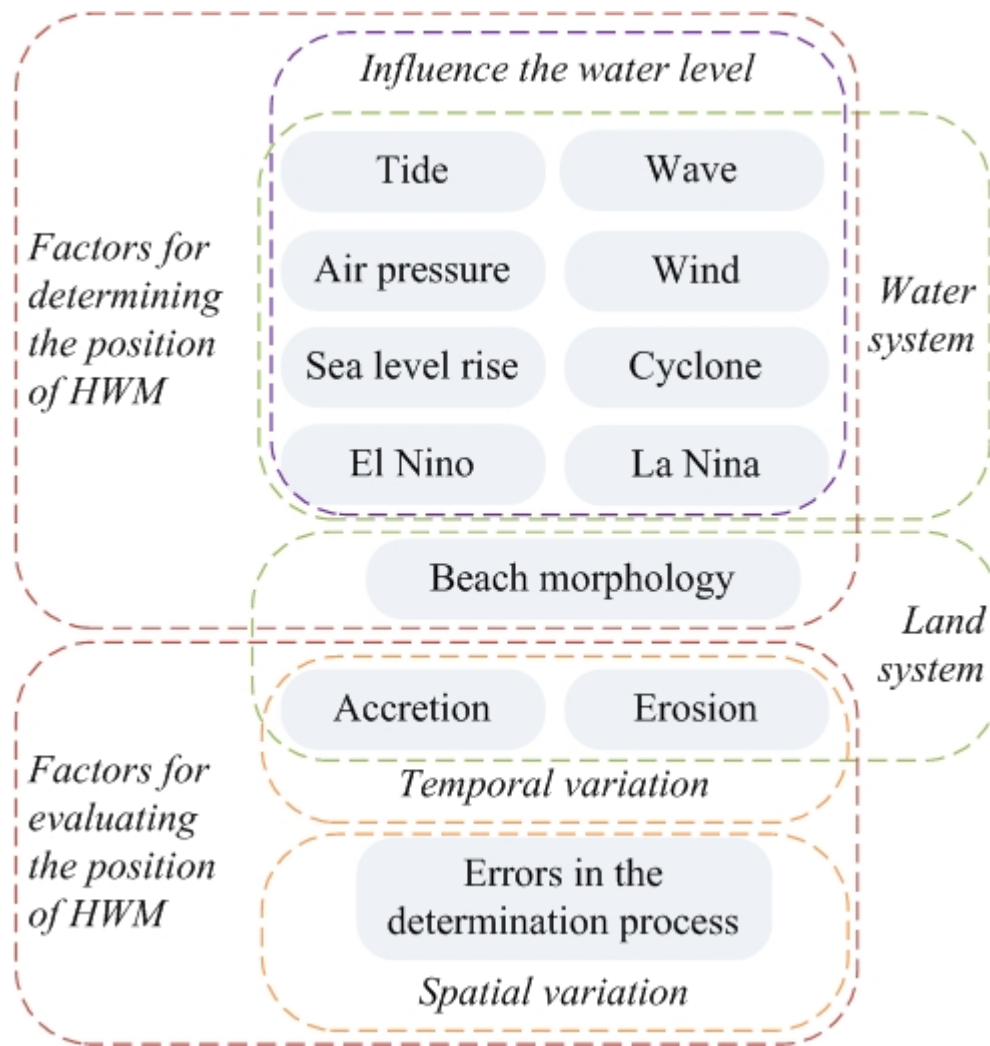 Influence the water level
Tide
Wave
Air pressure
Wind
Sea level rise
Cyclone
El Nino
La Nina
Factors for
determining
the position
of HWM
Water
system
Beach morphology
Land
system
Accretion
Erosion
Temporal variation
Factors for
evaluating
the position
of HWM
Errors in the
determination process
Spatial variation